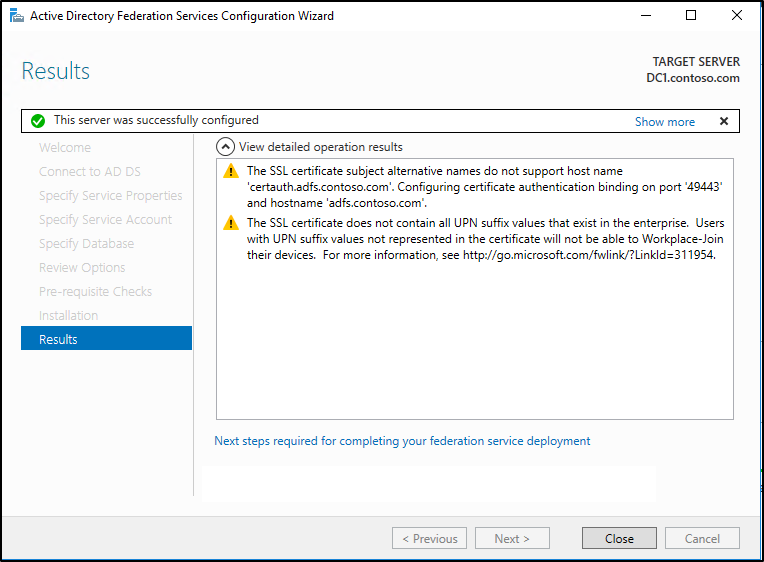 Active Directory Federation Services Configuration Wizard
Results
TARGET SERVER
DC1.contoso.com
This server was successfully configured
Show more
Welcome
Connect to AD DS
Specify Service Properties
Specify Service Account
Specify Database
Review Options
Pre-requisite Checks
Installation
Results
View detailed operation results
The SSL certificate subject alternative names do not support host name
'certauth.adfs.contoso.com'. Configuring certificate authentication binding on port '49443'
and hostname 'adfs.contoso.com'.
The SSL certificate does not contain all UPN suffix values that exist in the enterprise.  Users
with UPN suffix values not represented in the certificate will not be able to Workplace-Join
their devices.  For more information, see http://go.microsoft.com/fwlink/?LinkId=311954.
Next steps required for completing your federation service deployment
< Previous
Next >
Close
Cancel